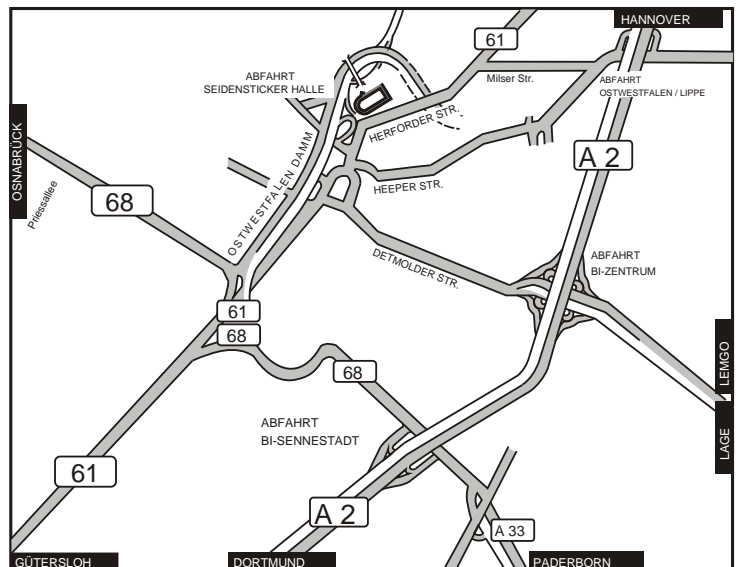 HANNOVER
61
ABFAHRT
SEIDENSTICKER HALLE
Milser Str.
ABFAHRT
OSTWESTFALEN / LIPPE
HERFORDER STR.
A 2
OSNABRÜCK
Priessallee
68
OSTWESTFALEN DAMM
HEEPER STR.
DETMOLDER STR.
ABFAHRT
BI-ZENTRUM
61
68
68
LEMGO
LAGE
ABFAHRT
BI-SENNESTADT
61
A 2
A 33
GÜTERSLOH
DORTMUND
PADERBORN